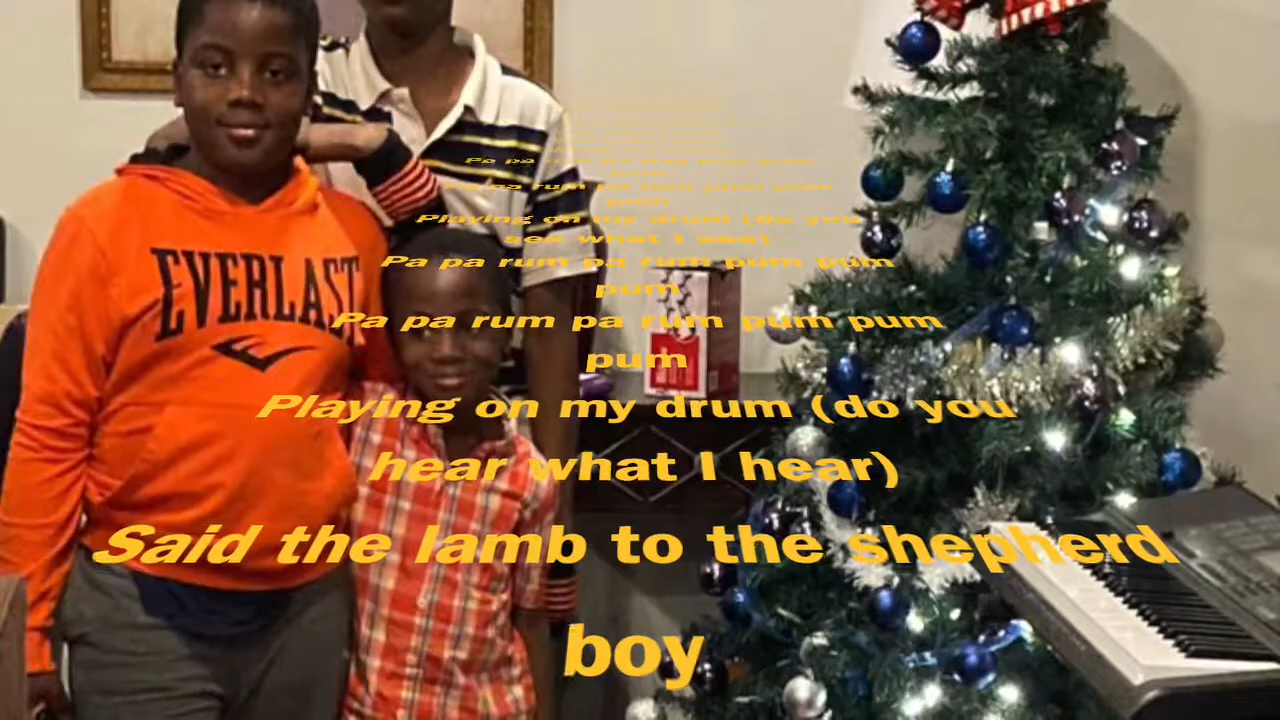 Pa pa rum pa rum pum pum
pum
Pa pa rum pa rum pum pum
pum
Playing on my drum (do you
see what I see)
Pa pa rum pa rum pum pum
pum
Pa pa rum pa rum pum pum
pum
Playing on my drum (do you
hear what I hear)
Said the lamb to the shepherd
boy
EVERLAST